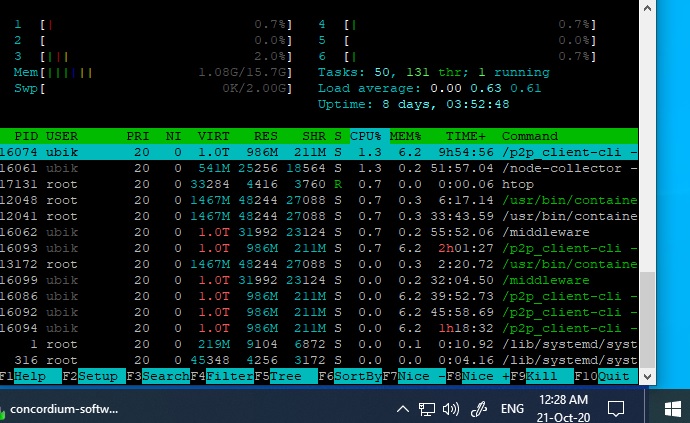 1 [| 0.7%] 4 [| 0.7%]
2 [ 0.0%] 5 [ 0.0%]
3 [||| 2.0%] 6 [| 0.7%]
Mem[|||||| 1.08G/15.7G] Tasks: 50, 131 thr; 1 running
Swp[ 0K/2.00G] Load average: 0.00 0.63 0.61
Uptime: 8 days, 03:52:48
PID USER PRI NI VIRT RES SHR S CPU% MEM% TIME+ Command
16074 ubik 20 0 1.0T 986M 211M S 1.3 6.2 9h54:56 /p2p_client-cli -
16061 ubik 20 0 541M 25256 18564 S 1.3 0.2 51:57.04 /node-collector -
17131 root 20 0 33284 4416 3760 R 0.7 0.0 0:00.06 htop
12048 root 20 0 1467M 48244 27088 S 0.7 0.3 6:17.14 /usr/bin/containe
12041 root 20 0 1467M 48244 27088 S 0.7 0.3 33:43.59 /usr/bin/containe
16062 ubik 20 0 1.0T 31992 23124 S 0.7 0.2 55:52.06 /middleware
16093 ubik 20 0 1.0T 986M 211M S 0.7 6.2 2h01:27 /p2p_client-cli -
13172 root 20 0 1467M 48244 27088 S 0.0 0.3 2:20.72 /usr/bin/containe
16099 ubik 20 0 1.0T 31992 23124 S 0.0 0.2 32:04.50 /middleware
16086 ubik 20 0 1.0T 986M 211M S 0.0 6.2 39:52.73 /p2p_client-cli -
16092 ubik 20 0 1.0T 986M 211M S 0.0 6.2 45:58.69 /p2p_client-cli -
16094 ubik 20 0 1.0T 986M 211M S 0.0 6.2 1h18:32 /p2p_client-cli -
1 root 20 0 219M 9104 6872 S 0.0 0.1 0:10.92 /lib/systemd/syst
316 root 20 0 45348 4256 3172 S 0.0 0.0 0:04.16 /lib/systemd/syst
F1Help F2Setup F3SearchF4FilterF5Tree F6SortByF7Nice -F8Nice +F9Kill F10Quit
concordium-softw... ENG 12:28 AM
21-Oct-20